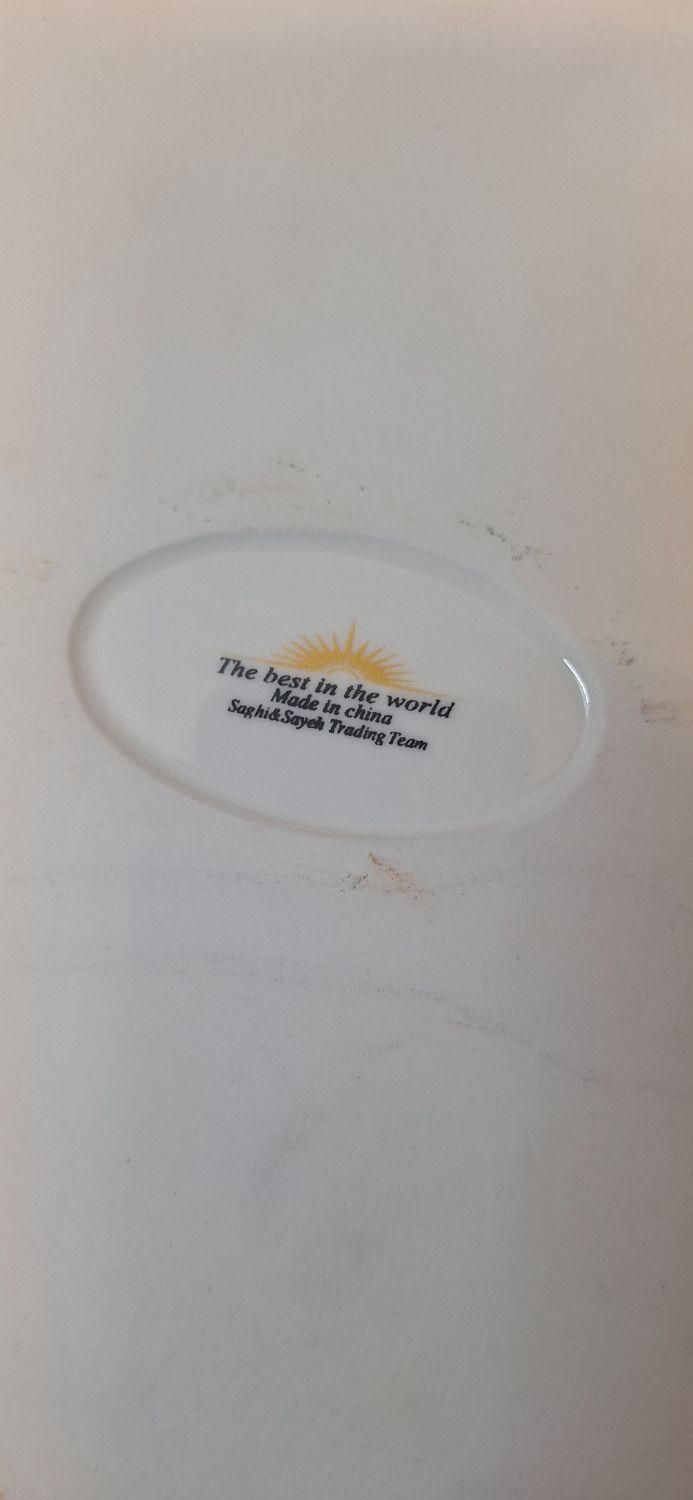 The best in the world
Made in china
Saghi&Sayeh Trading Team